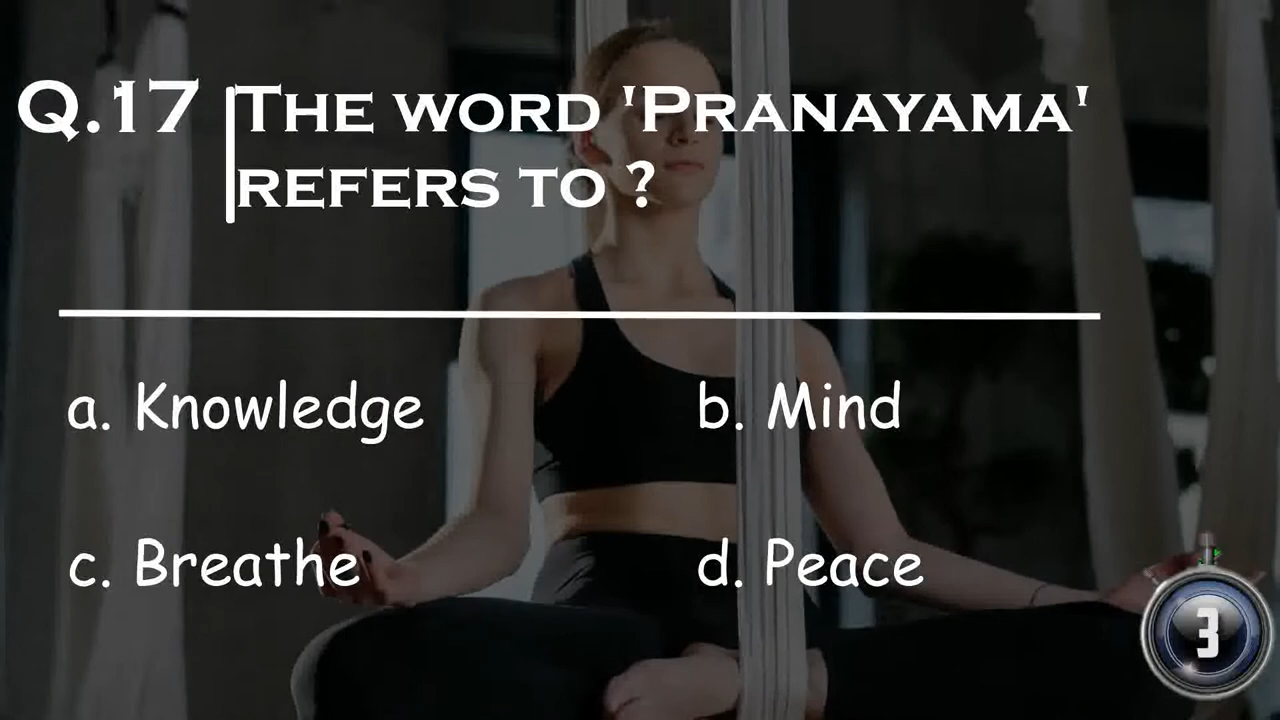 Q.17 The word 'Pranayama'
refers to ?
a. Knowledge
b. Mind
c. Breathe
d. Peace
3